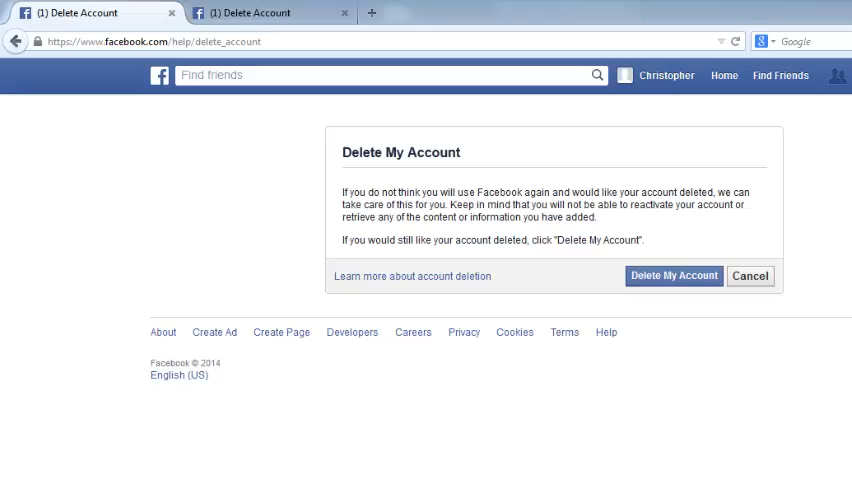 (1) Delete Account
(1) Delete Account
https://www.facebook.com/help/delete_account
Google
Find friends
Christopher
Home
Find Friends
Delete My Account
If you do not think you will use Facebook again and would like your account deleted, we can
take care of this for you. Keep in mind that you will not be able to reactivate your account or
retrieve any of the content or information you have added.
If you would still like your account deleted, click "Delete My Account".
Learn more about account deletion
Delete My Account
Cancel
About Create Ad Create Page Developers Careers Privacy Cookies Terms Help
Facebook © 2014
English (US)